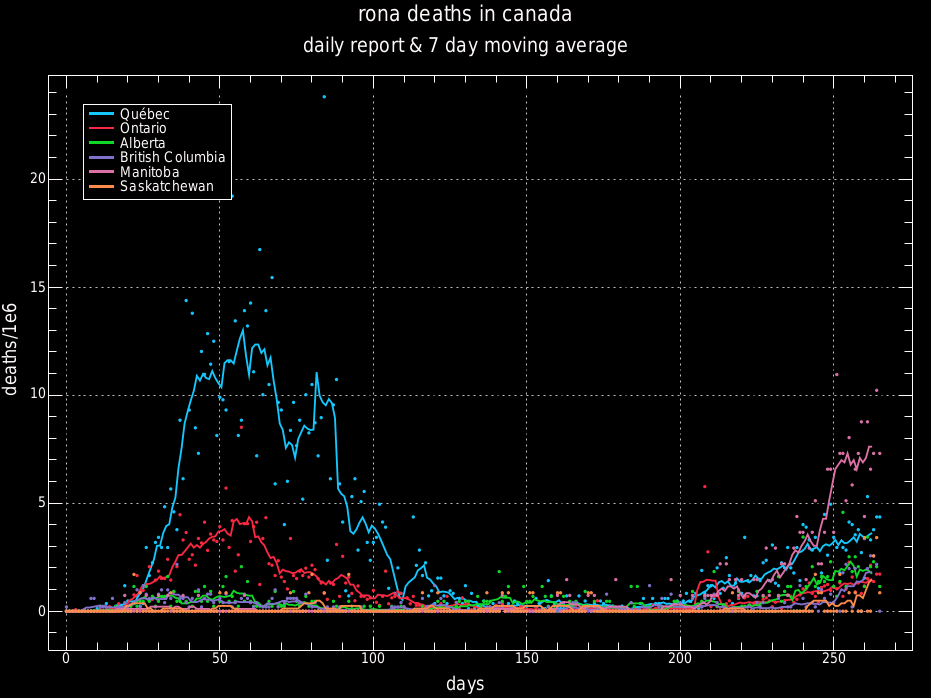 rona deaths in canada
daily report & 7 day moving average
Québec
Ontario
Alberta
British Columbia
Manitoba
Saskatchewan
20
15
10
5
0
deaths/1e6
0 50 100 150 200 250
days